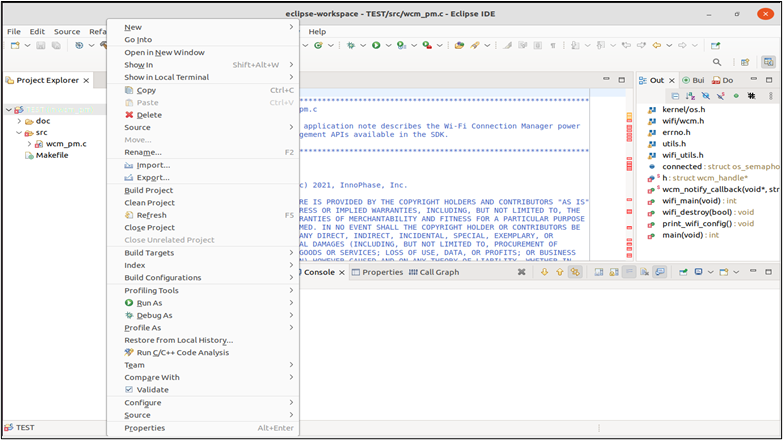 eclipse-workspace - TEST/src/wcm_pm.c - Eclipse IDE
File Edit Source Refa Help
Project Explorer
doc
src
wcm_pm.c
Makefile
New
Go Into
Open in New Window
Show In Shift+Alt+W
Show in Local Terminal
Copy Ctrl+C
Paste Ctrl+V
Delete
Source
Move...
Rename... F2
Import...
Export...
Build Project
Clean Project
Refresh F5
Close Project
Close Unrelated Project
Build Targets
Index
Build Configurations
Profiling Tools
Run As
Debug As
Profile As
Restore from Local History...
Run C/C++ Code Analysis
Team
Compare With
Validate
Configure
Source
Properties Alt+Enter
pm.c
application note describes the Wi-Fi Connection Manager power
gement APIs available in the SDK.
c) 2021, InnoPhase, Inc.
RE IS PROVIDED BY THE COPYRIGHT HOLDERS AND CONTRIBUTORS "AS IS"
RESS OR IMPLIED WARRANTIES, INCLUDING, BUT NOT LIMITED TO, THE
RANTIES OF MERCHANTABILITY AND FITNESS FOR A PARTICULAR PURPOSE
MED. IN NO EVENT SHALL THE COPYRIGHT HOLDER OR CONTRIBUTORS BE
ANY DIRECT, INDIRECT, INCIDENTAL, SPECIAL, EXEMPLARY, OR
AL DAMAGES (INCLUDING, BUT NOT LIMITED TO, PROCUREMENT OF
GOODS OR SERVICES; LOSS OF USE, DATA, OR PROFITS; OR BUSINESS
Console Properties Call Graph
Out Bui Do
kernel/os.h
wifi/wcm.h
errno.h
utils.h
wifi_utils.h
connected : struct os_semapho
h : struct wcm_handle*
wcm_notify_callback(void*, str
wifi_main(void) : int
wifi_destroy(bool) : void
print_wifi_config() : void
main(void) : int
TEST